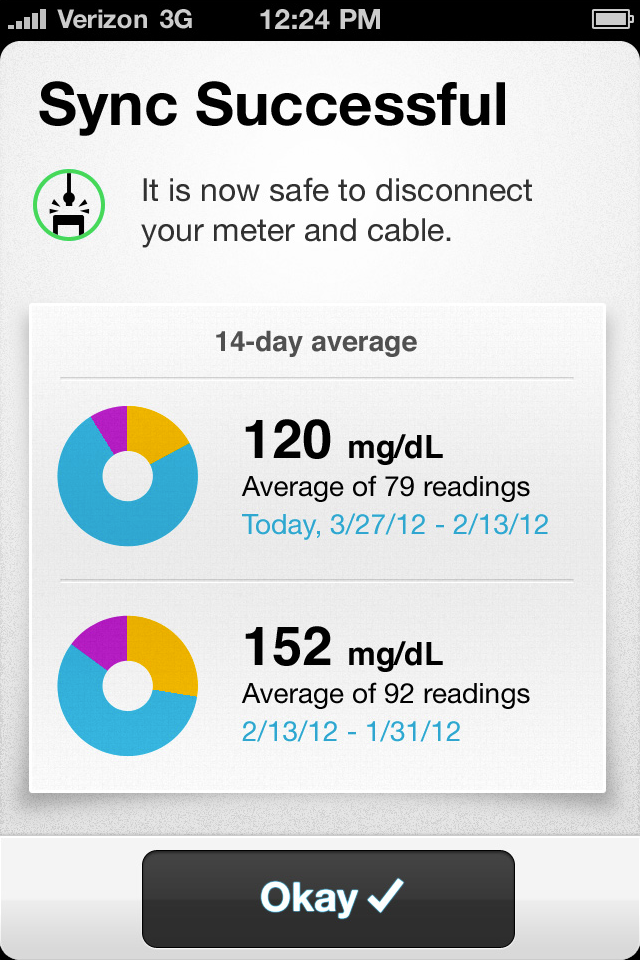 Verizon 3G 12:24 PM
Sync Successful
It is now safe to disconnect
your meter and cable.
14-day average
120 mg/dL
Average of 79 readings
Today, 3/27/12 - 2/13/12
152 mg/dL
Average of 92 readings
2/13/12 - 1/31/12
Okay ✓